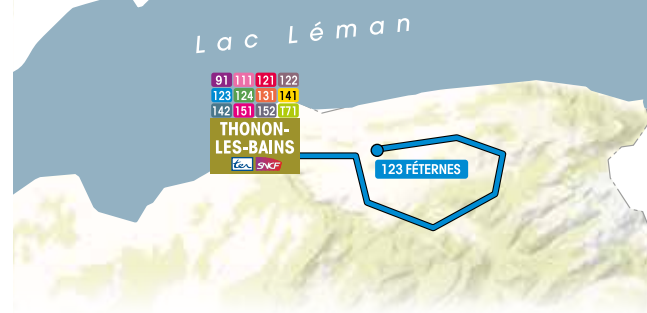 Lac Léman
91 111 121 122
123 124 131 141
142 151 152 T71
THONON-
LES-BAINS
ter SNCF
123 FÉTERNES